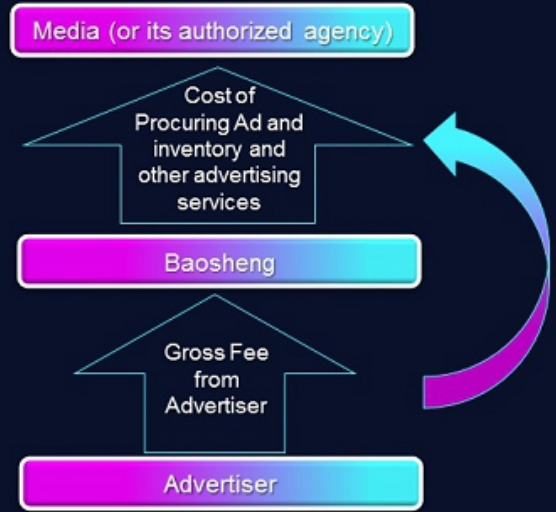 Media (or its authorized agency)
Cost of
Procuring Ad and
inventory and
other advertising
services
Baosheng
Gross Fee
from
Advertiser
Advertiser